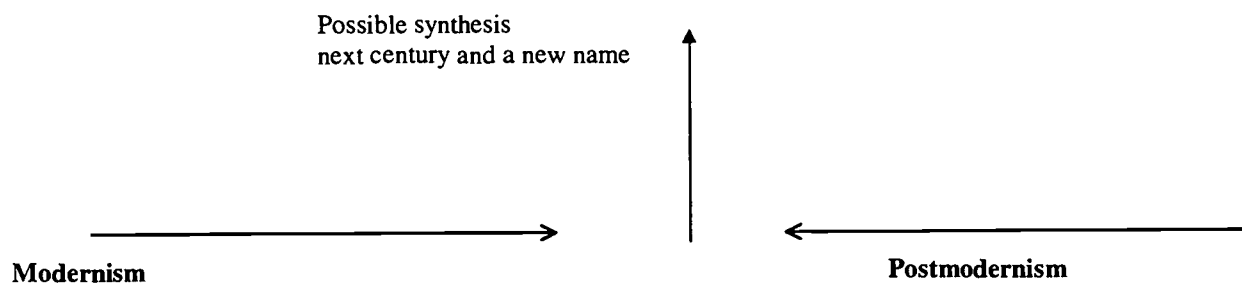 Possible synthesis
next century and a new name
Modernism
Postmodernism